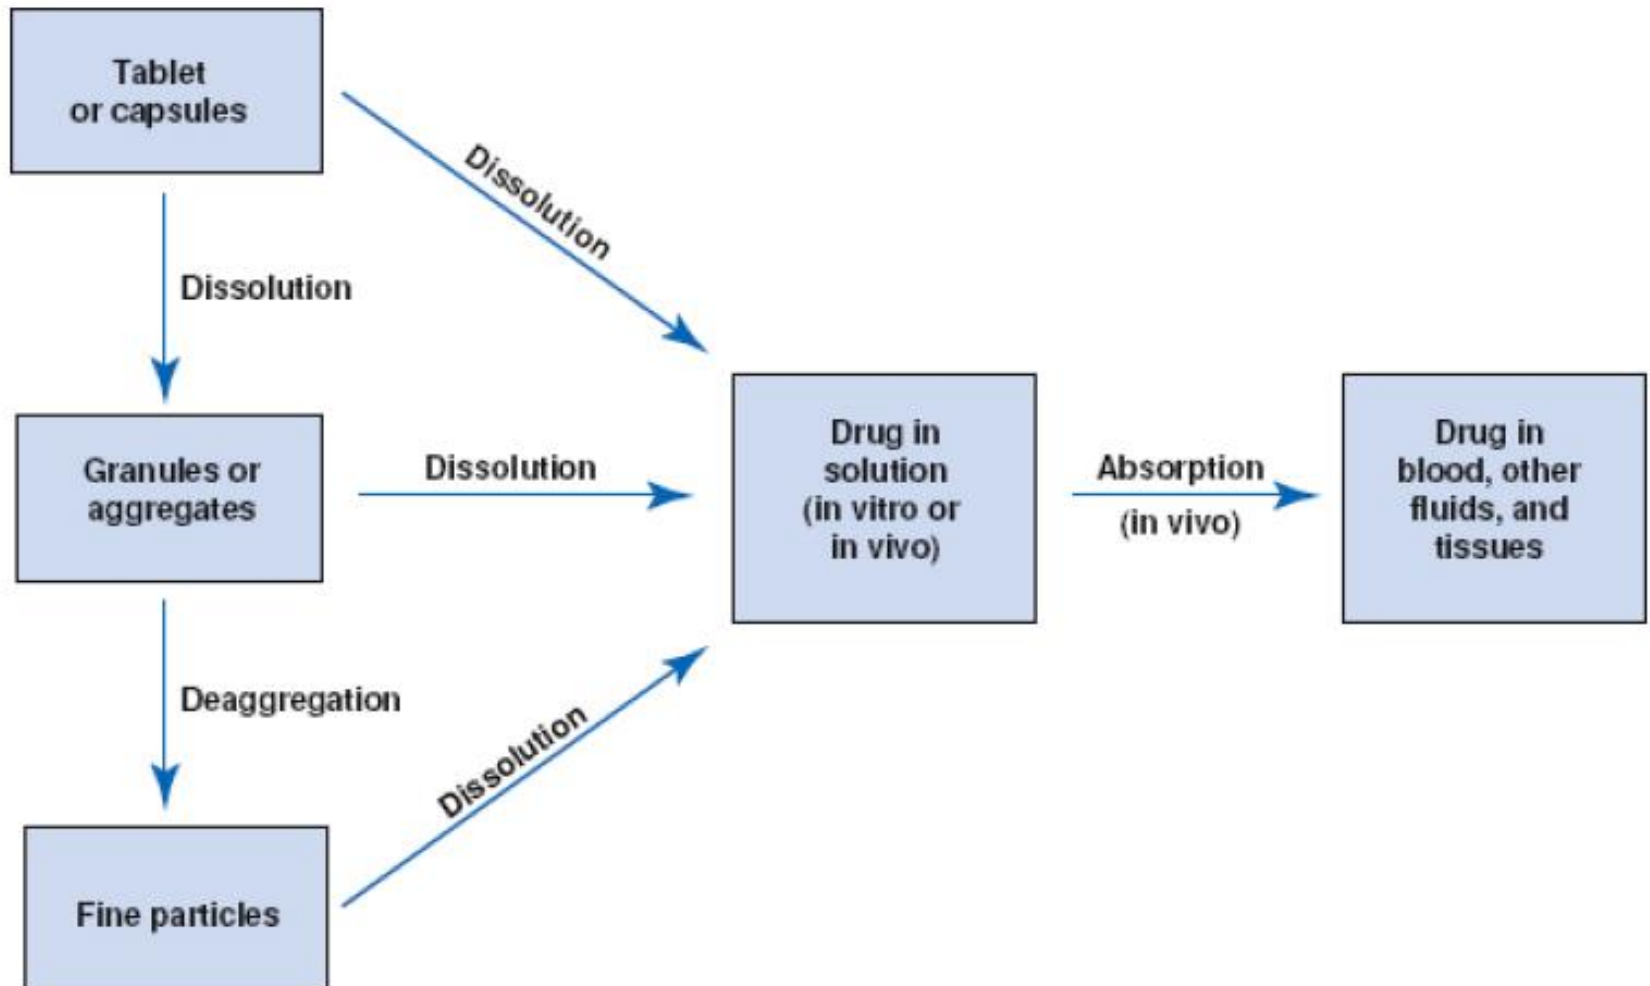 Tablet
or capsules
Dissolution
Dissolution
Granules or
aggregates
Dissolution
Drug in
solution
(in vitro or
in vivo)
Absorption
(in vivo)
Drug in
blood, other
fluids, and
tissues
Deaggregation
Dissolution
Fine particles